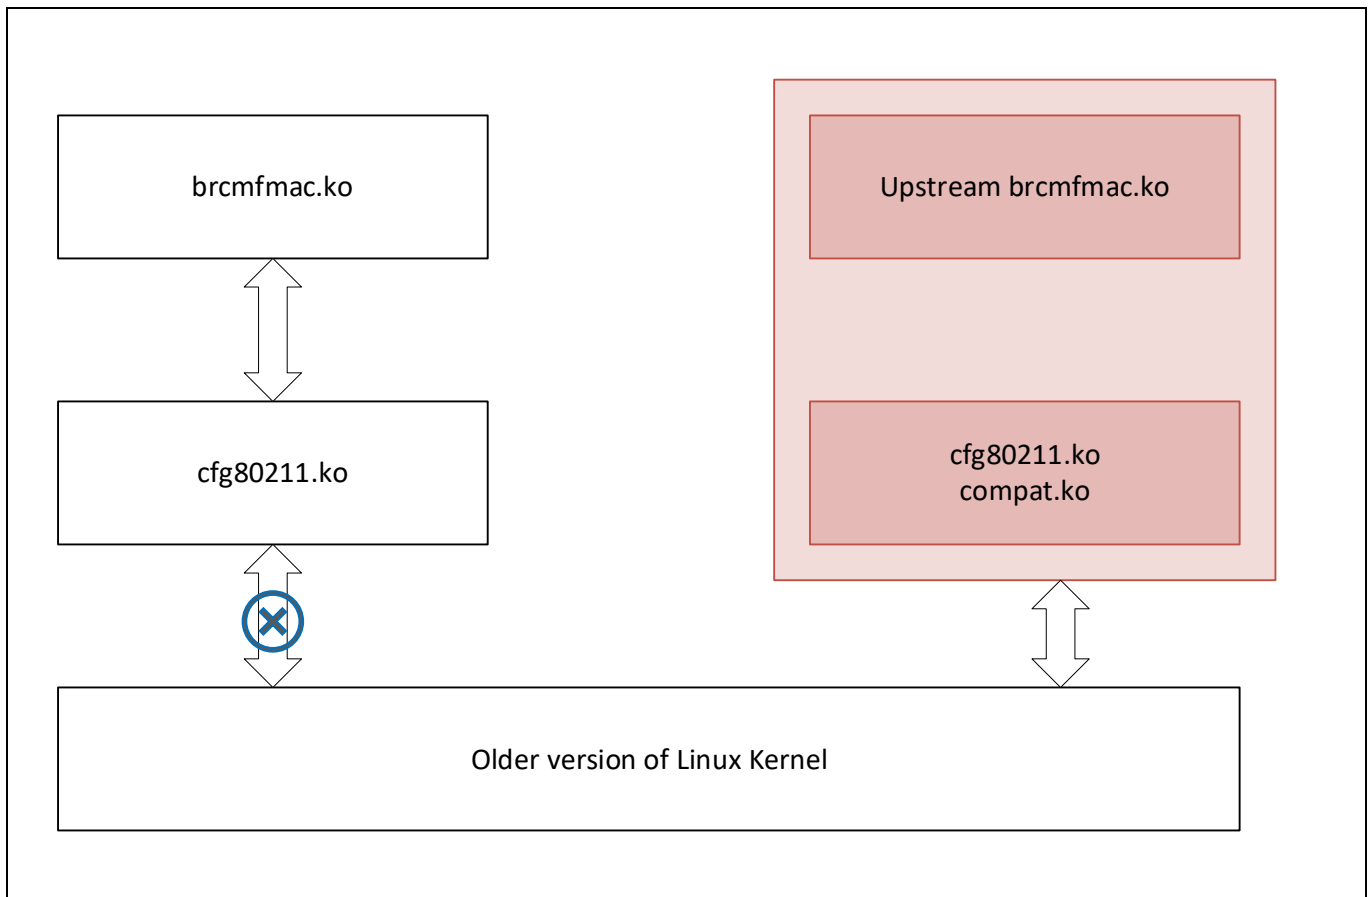 brcmfmac.ko
Upstream brcmfmac.ko
cfg80211.ko
cfg80211.ko
compat.ko
Older version of Linux Kernel